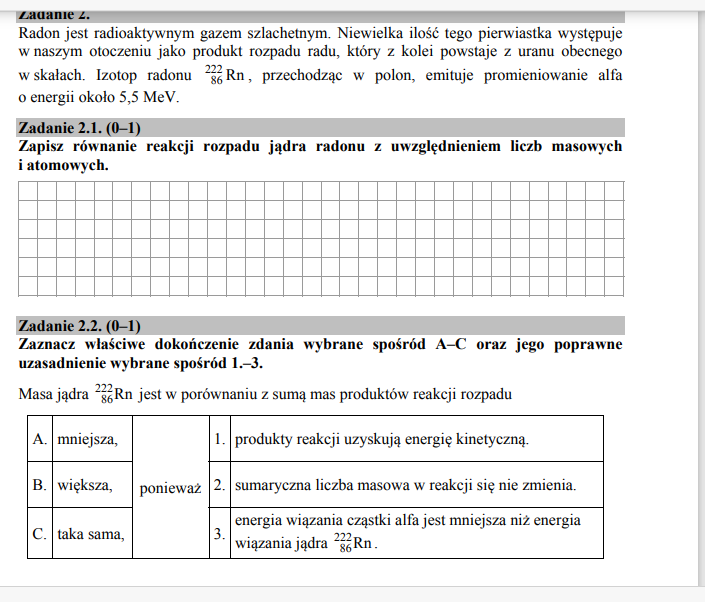 Zadanie 2.
Radon jest radioaktywnym gazem szlachetnym. Niewielka ilość tego pierwiastka występuje
w naszym otoczeniu jako produkt rozpadu radu, który z kolei powstaje z uranu obecnego
w skałach. Izotop radonu ²²²₈₆Rn, przechodząc w polon, emituje promieniowanie alfa
o energii około 5,5 MeV.
Zadanie 2.1. (0–1)
Zapisz równanie reakcji rozpadu jądra radonu z uwzględnieniem liczb masowych
i atomowych.
Zadanie 2.2. (0–1)
Zaznacz właściwe dokończenie zdania wybrane spośród A–C oraz jego poprawne
uzasadnienie wybrane spośród 1.–3.
Masa jądra ²²²₈₆Rn jest w porównaniu z sumą mas produktów reakcji rozpadu
A. mniejsza,
B. większa,
C. taka sama,
ponieważ
1. produkty reakcji uzyskują energię kinetyczną.
2. sumaryczna liczba masowa w reakcji się nie zmienia.
3. energia wiązania cząstki alfa jest mniejsza niż energia
wiązania jądra ²²²₈₆Rn.